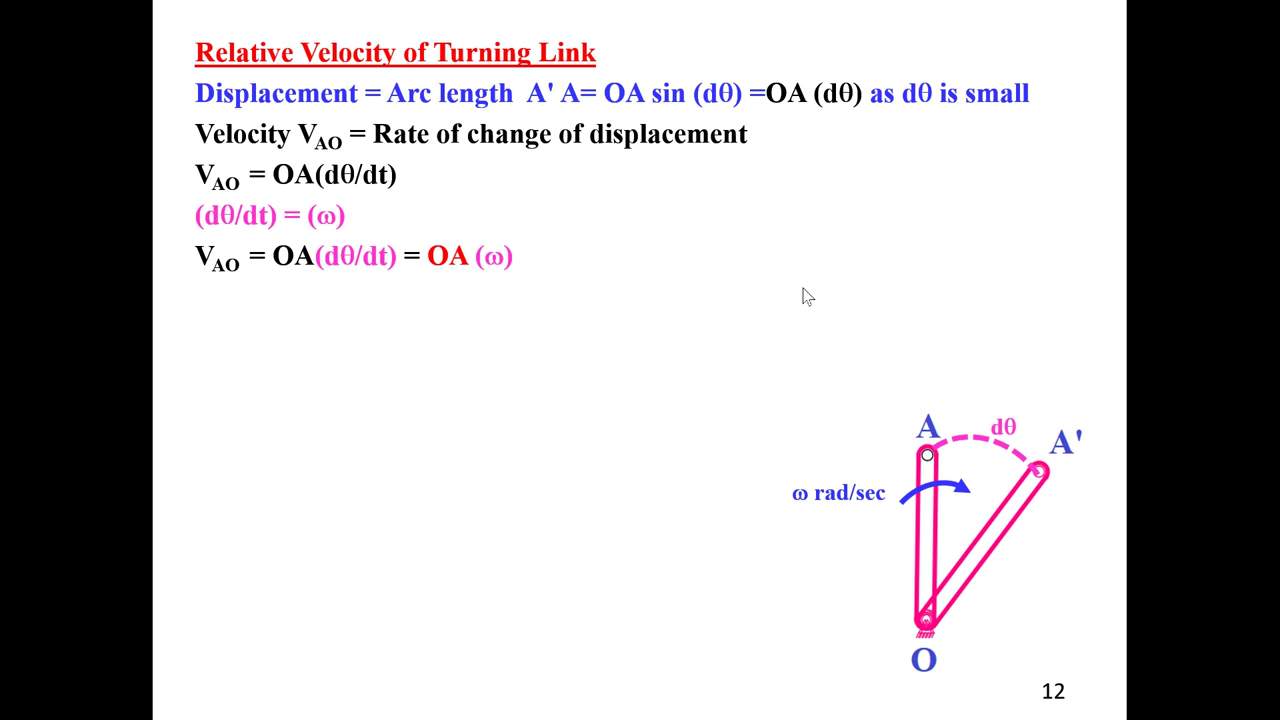 Relative Velocity of Turning Link
Displacement = Arc length A' A= OA sin (dθ) =OA (dθ) as dθ is small
Velocity VAO = Rate of change of displacement
VAO = OA(dθ/dt)
(dθ/dt) = (ω)
VAO = OA(dθ/dt) = OA (ω)
A
dθ
A'
ω rad/sec
O
12